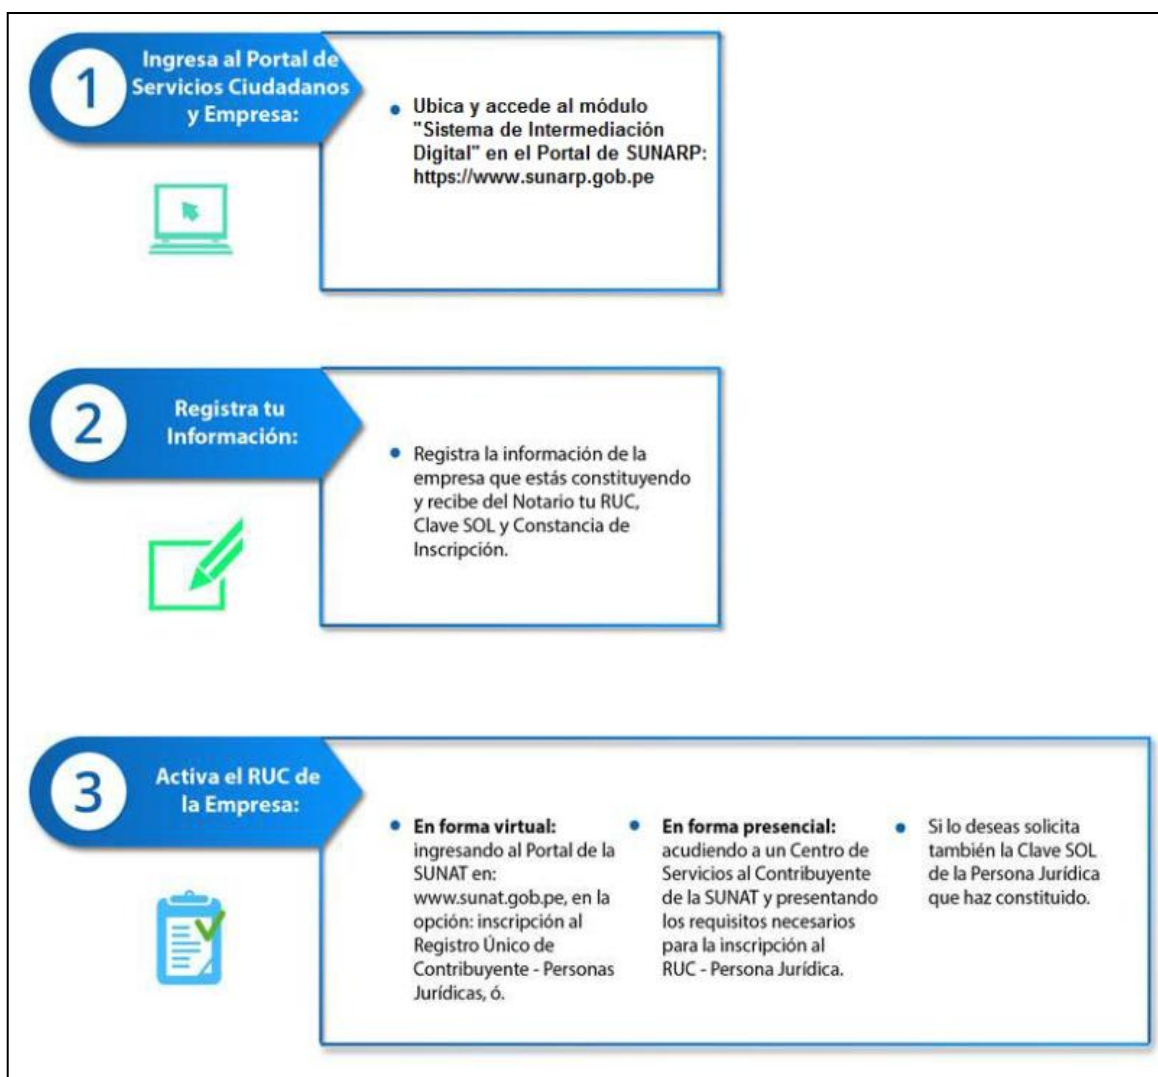 1
Ingresa al Portal de
Servicios Ciudadanos
y Empresa:
• Ubica y accede al módulo
"Sistema de Intermediación
Digital" en el Portal de SUNARP:
https://www.sunarp.gob.pe
2
Registra tu
Información:
• Registra la información de la
empresa que estás constituyendo
y recibe del Notario tu RUC,
Clave SOL y Constancia de
Inscripción.
3
Activa el RUC de
la Empresa:
• En forma virtual:
ingresando al Portal de la
SUNAT en:
www.sunat.gob.pe, en la
opción: inscripción al
Registro Único de
Contribuyente - Personas
Jurídicas, ó.
• En forma presencial:
acudiendo a un Centro de
Servicios al Contribuyente
de la SUNAT y presentando
los requisitos necesarios
para la inscripción al
RUC - Persona Jurídica.
• Si lo deseas solicita
también la Clave SOL
de la Persona Jurídica
que haz constituido.